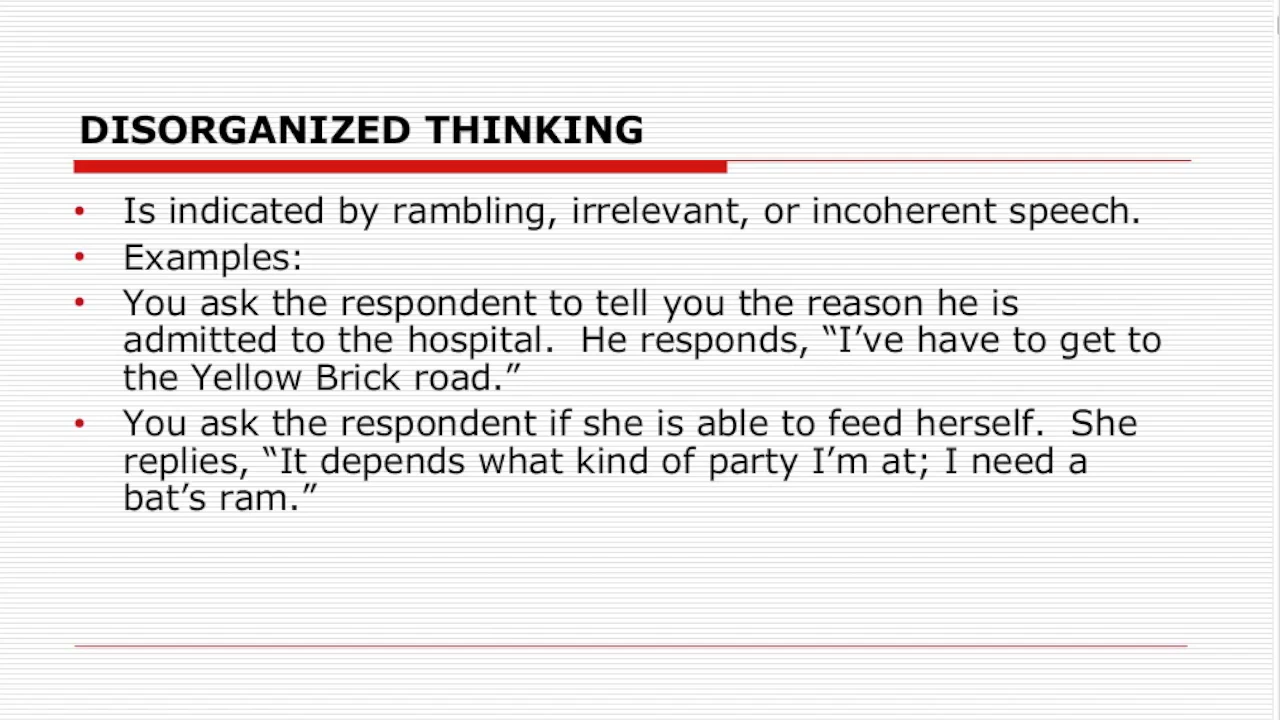 DISORGANIZED THINKING
• Is indicated by rambling, irrelevant, or incoherent speech.
• Examples:
• You ask the respondent to tell you the reason he is
admitted to the hospital.  He responds, “I’ve have to get to
the Yellow Brick road.”
• You ask the respondent if she is able to feed herself.  She
replies, “It depends what kind of party I’m at; I need a
bat’s ram.”